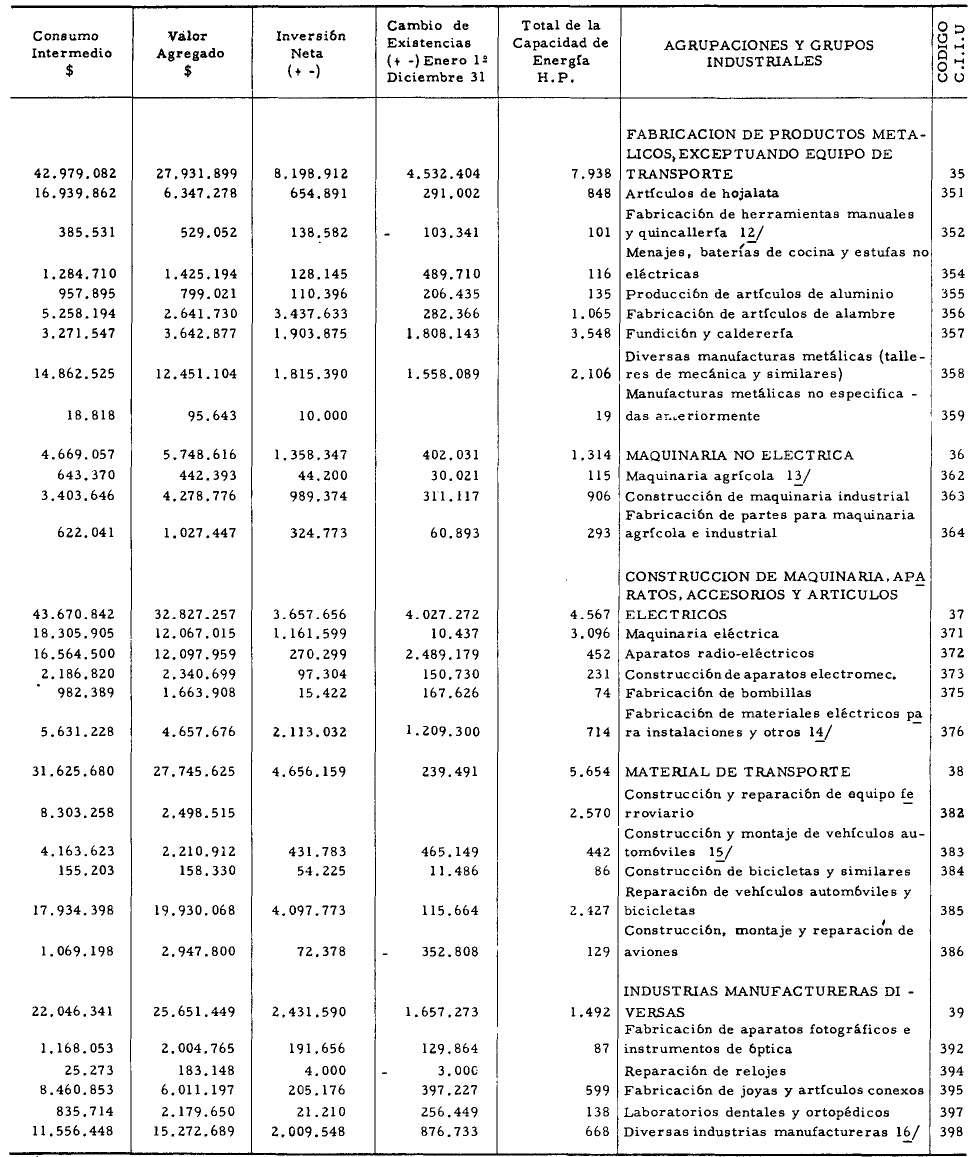 Consumo Intermedio $ | Valor Agregado $ | Inversión Neta (+ -) | Cambio de Existencias (+ -) Enero 1º Diciembre 31 | Total de la Capacidad de Energía H.P. | AGRUPACIONES Y GRUPOS INDUSTRIALES | CODIGO C.I.I.U
FABRICACION DE PRODUCTOS META-
LICOS, EXCEPTUANDO EQUIPO DE
42.979.082 27.931.899 8.198.912 4.532.404 7.938 TRANSPORTE 35
16.939.862 6.347.278 654.891 291.002 848 Artículos de hojalata 351
Fabricación de herramientas manuales
385.531 529.052 138.582 - 103.341 101 y quincallería 12/ 352
Menajes, baterías de cocina y estufas no
1.284.710 1.425.194 128.145 489.710 116 eléctricas 354
957.895 799.021 110.396 206.435 135 Producción de artículos de aluminio 355
5.258.194 2.641.730 3.437.633 282.366 1.065 Fabricación de artículos de alambre 356
3.271.547 3.642.877 1.903.875 1.808.143 3.548 Fundición y calderería 357
Diversas manufacturas metálicas (talle-
14.862.525 12.451.104 1.815.390 1.558.089 2.106 res de mecánica y similares) 358
Manufacturas metálicas no especifica -
18.818 95.643 10.000 19 das anteriormente 359
4.669.057 5.748.616 1.358.347 402.031 1.314 MAQUINARIA NO ELECTRICA 36
643.370 442.393 44.200 30.021 115 Maquinaria agrícola 13/ 362
3.403.646 4.278.776 989.374 311.117 906 Construcción de maquinaria industrial 363
Fabricación de partes para maquinaria
622.041 1.027.447 324.773 60.893 293 agrícola e industrial 364
CONSTRUCCION DE MAQUINARIA, APA
RATOS, ACCESORIOS Y ARTICULOS
43.670.842 32.827.257 3.657.656 4.027.272 4.567 ELECTRICOS 37
18.305.905 12.067.015 1.161.599 10.437 3.096 Maquinaria eléctrica 371
16.564.500 12.097.959 270.299 2.489.179 452 Aparatos radio-eléctricos 372
2.186.820 2.340.699 97.304 150.730 231 Construcción de aparatos electromec. 373
982.389 1.663.908 15.422 167.626 74 Fabricación de bombillas 375
Fabricación de materiales eléctricos pa
5.631.228 4.657.676 2.113.032 1.209.300 714 ra instalaciones y otros 14/ 376
31.625.680 27.745.625 4.656.159 239.491 5.654 MATERIAL DE TRANSPORTE 38
Construcción y reparación de equipo fe
8.303.258 2.498.515 2.570 rroviario 382
Construcción y montaje de vehículos au-
4.163.623 2.210.912 431.783 465.149 442 tomóviles 15/ 383
155.203 158.330 54.225 11.486 86 Construcción de bicicletas y similares 384
Reparación de vehículos automóviles y
17.934.398 19.930.068 4.097.773 115.664 2.427 bicicletas 385
Construcción, montaje y reparación de
1.069.198 2.947.800 72.378 - 352.808 129 aviones 386
INDUSTRIAS MANUFACTURERAS DI -
22.046.341 25.651.449 2.431.590 1.657.273 1.492 VERSAS 39
Fabricación de aparatos fotográficos e
1.168.053 2.004.765 191.656 129.864 87 instrumentos de óptica 392
25.273 183.148 4.000 - 3.000 Reparación de relojes 394
8.460.853 6.011.197 205.176 397.227 599 Fabricación de joyas y artículos conexos 395
835.714 2.179.650 21.210 256.449 138 Laboratorios dentales y ortopédicos 397
11.556.448 15.272.689 2.009.548 876.733 668 Diversas industrias manufactureras 16/ 398